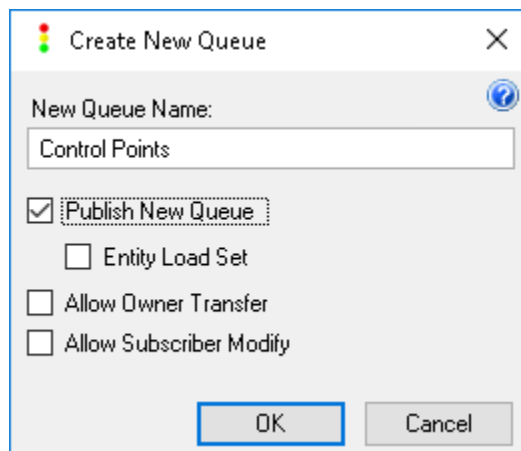 Create New Queue
New Queue Name:
Control Points
Publish New Queue
Entity Load Set
Allow Owner Transfer
Allow Subscriber Modify
OK Cancel